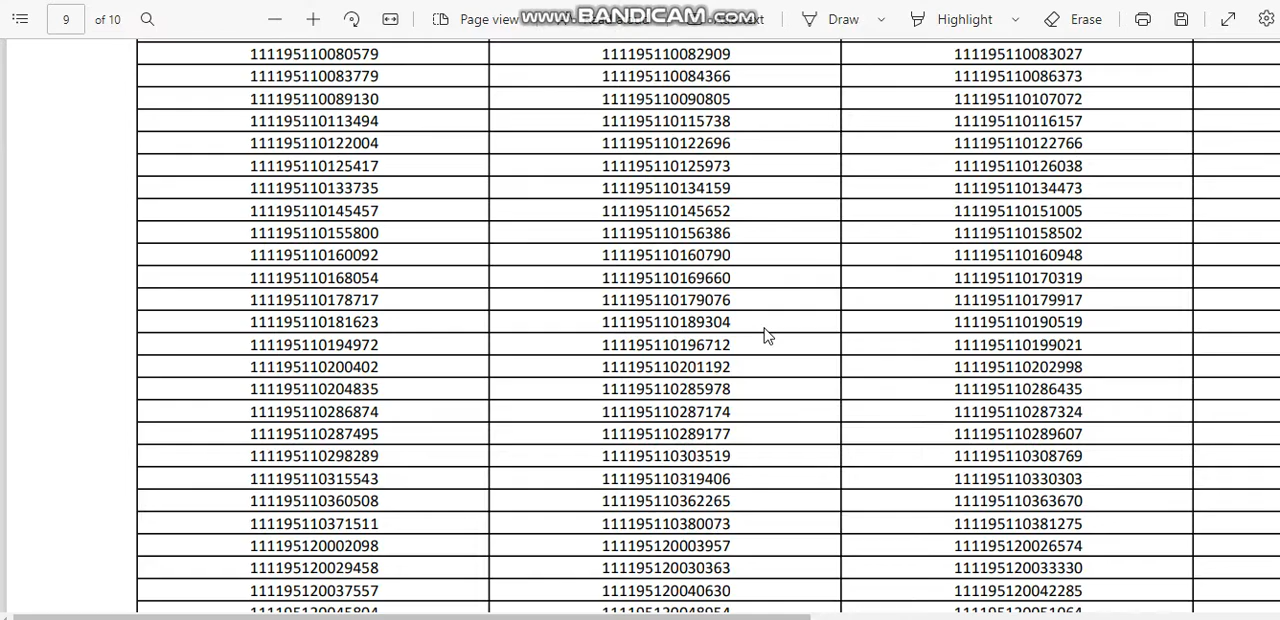 9 of 10 Page view www.BANDICAM.com Draw Highlight Erase
111195110080579 111195110082909 111195110083027
111195110083779 111195110084366 111195110086373
111195110089130 111195110090805 111195110107072
111195110113494 111195110115738 111195110116157
111195110122004 111195110122696 111195110122766
111195110125417 111195110125973 111195110126038
111195110133735 111195110134159 111195110134473
111195110145457 111195110145652 111195110151005
111195110155800 111195110156386 111195110158502
111195110160092 111195110160790 111195110160948
111195110168054 111195110169660 111195110170319
111195110178717 111195110179076 111195110179917
111195110181623 111195110189304 111195110190519
111195110194972 111195110196712 111195110199021
111195110200402 111195110201192 111195110202998
111195110204835 111195110285978 111195110286435
111195110286874 111195110287174 111195110287324
111195110287495 111195110289177 111195110289607
111195110298289 111195110303519 111195110308769
111195110315543 111195110319406 111195110330303
111195110360508 111195110362265 111195110363670
111195110371511 111195110380073 111195110381275
111195120002098 111195120003957 111195120026574
111195120029458 111195120030363 111195120033330
111195120037557 111195120040630 111195120042285